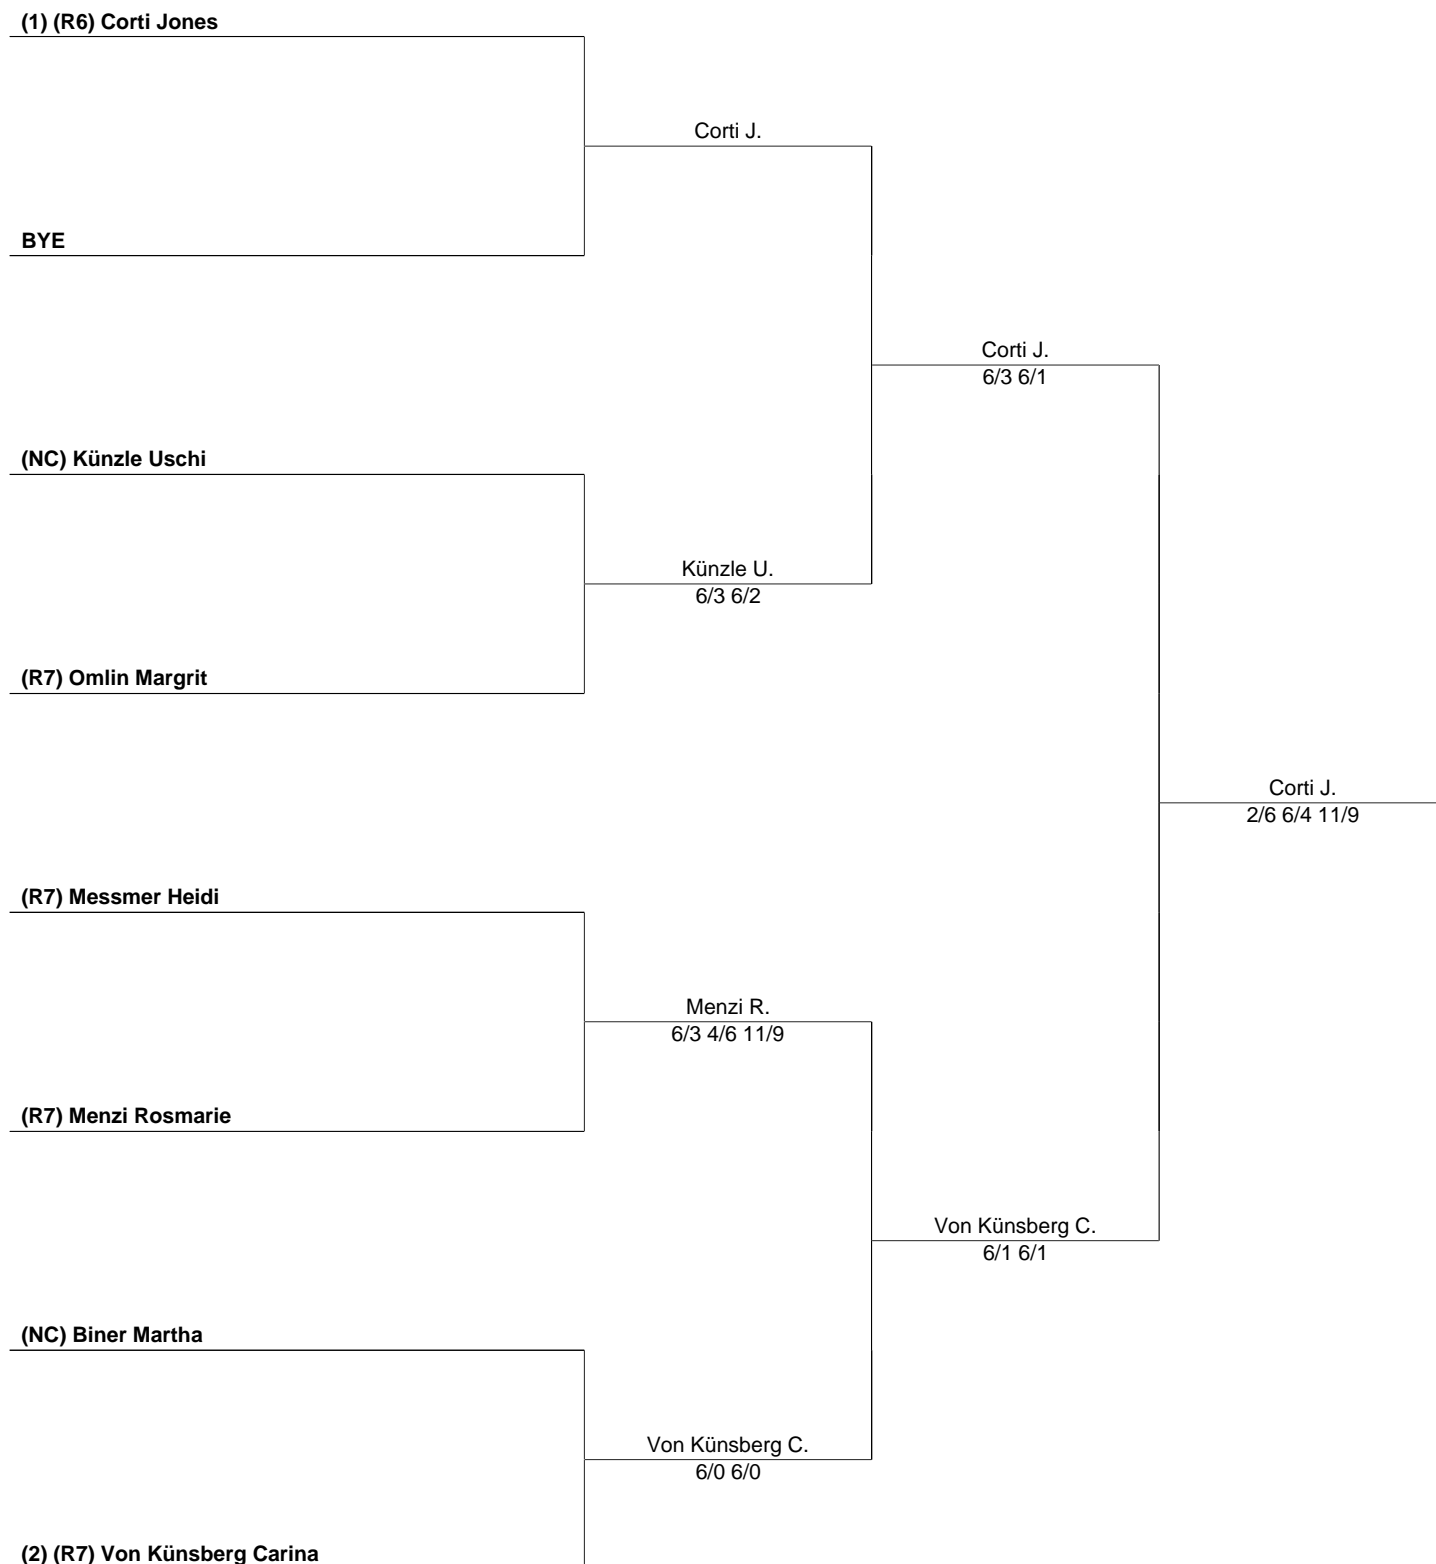 (1) (R6) Corti Jones
Corti J.
BYE
Corti J.
6/3 6/1
(NC) Künzle Uschi
Künzle U.
6/3 6/2
(R7) Omlin Margrit
Corti J.
2/6 6/4 11/9
(R7) Messmer Heidi
Menzi R.
6/3 4/6 11/9
(R7) Menzi Rosmarie
Von Künsberg C.
6/1 6/1
(NC) Biner Martha
Von Künsberg C.
6/0 6/0
(2) (R7) Von Künsberg Carina